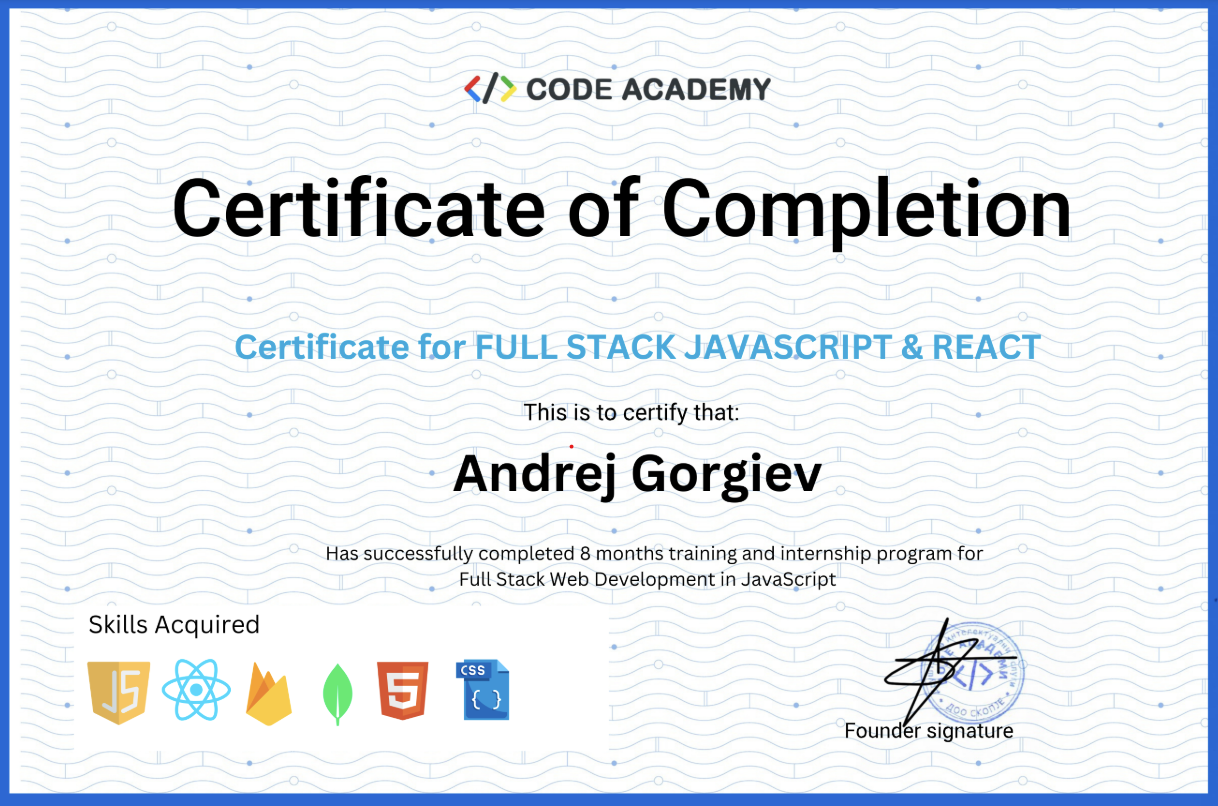 </> CODE ACADEMY
Certificate of Completion
Certificate for FULL STACK JAVASCRIPT & REACT
This is to certify that:
Andrej Gorgiev
Has successfully completed 8 months training and internship program for
Full Stack Web Development in JavaScript
Skills Acquired
JS
5
CSS
{ }
</>
ДОО СКОПЈЕ
Founder signature